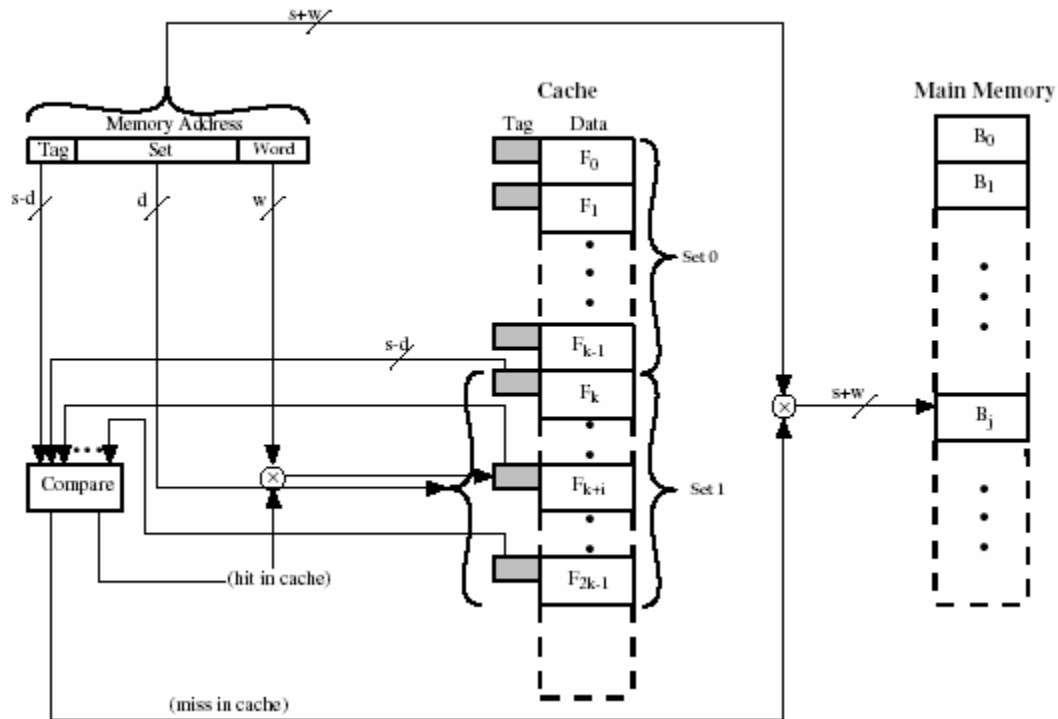 s+w
Cache
Main Memory
Memory Address
Tag Data
Tag Set Word
F0
B0
B1
s-d
d
w
F1
Set 0
s-d
Fk-1
Fk
s+w
Bj
Compare
Fk+i
Set 1
(hit in cache)
F2k-1
(miss in cache)